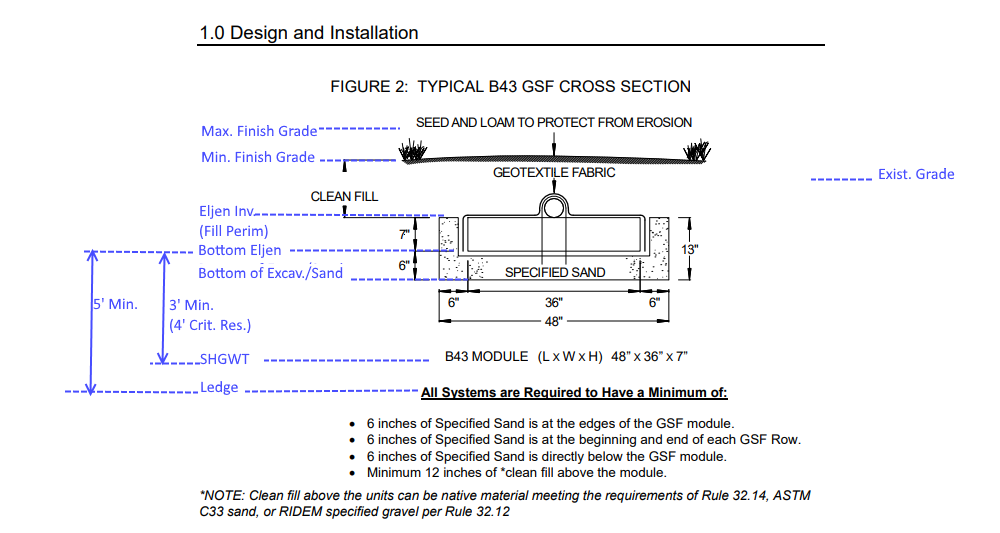 1.0 Design and Installation
FIGURE 2: TYPICAL B43 GSF CROSS SECTION
SEED AND LOAM TO PROTECT FROM EROSION
Max. Finish Grade
Min. Finish Grade
GEOTEXTILE FABRIC
Exist. Grade
CLEAN FILL
Eljen Inv.
(Fill Perim)
7"
Bottom Eljen
13"
6"
Bottom of Excav./Sand
SPECIFIED SAND
6" 36" 6"
5' Min.
3' Min.
(4' Crit. Res.)
48"
SHGWT
B43 MODULE (L x W x H) 48" x 36" x 7"
Ledge
All Systems are Required to Have a Minimum of:
• 6 inches of Specified Sand is at the edges of the GSF module.
• 6 inches of Specified Sand is at the beginning and end of each GSF Row.
• 6 inches of Specified Sand is directly below the GSF module.
• Minimum 12 inches of *clean fill above the module.
*NOTE: Clean fill above the units can be native material meeting the requirements of Rule 32.14, ASTM
C33 sand, or RIDEM specified gravel per Rule 32.12